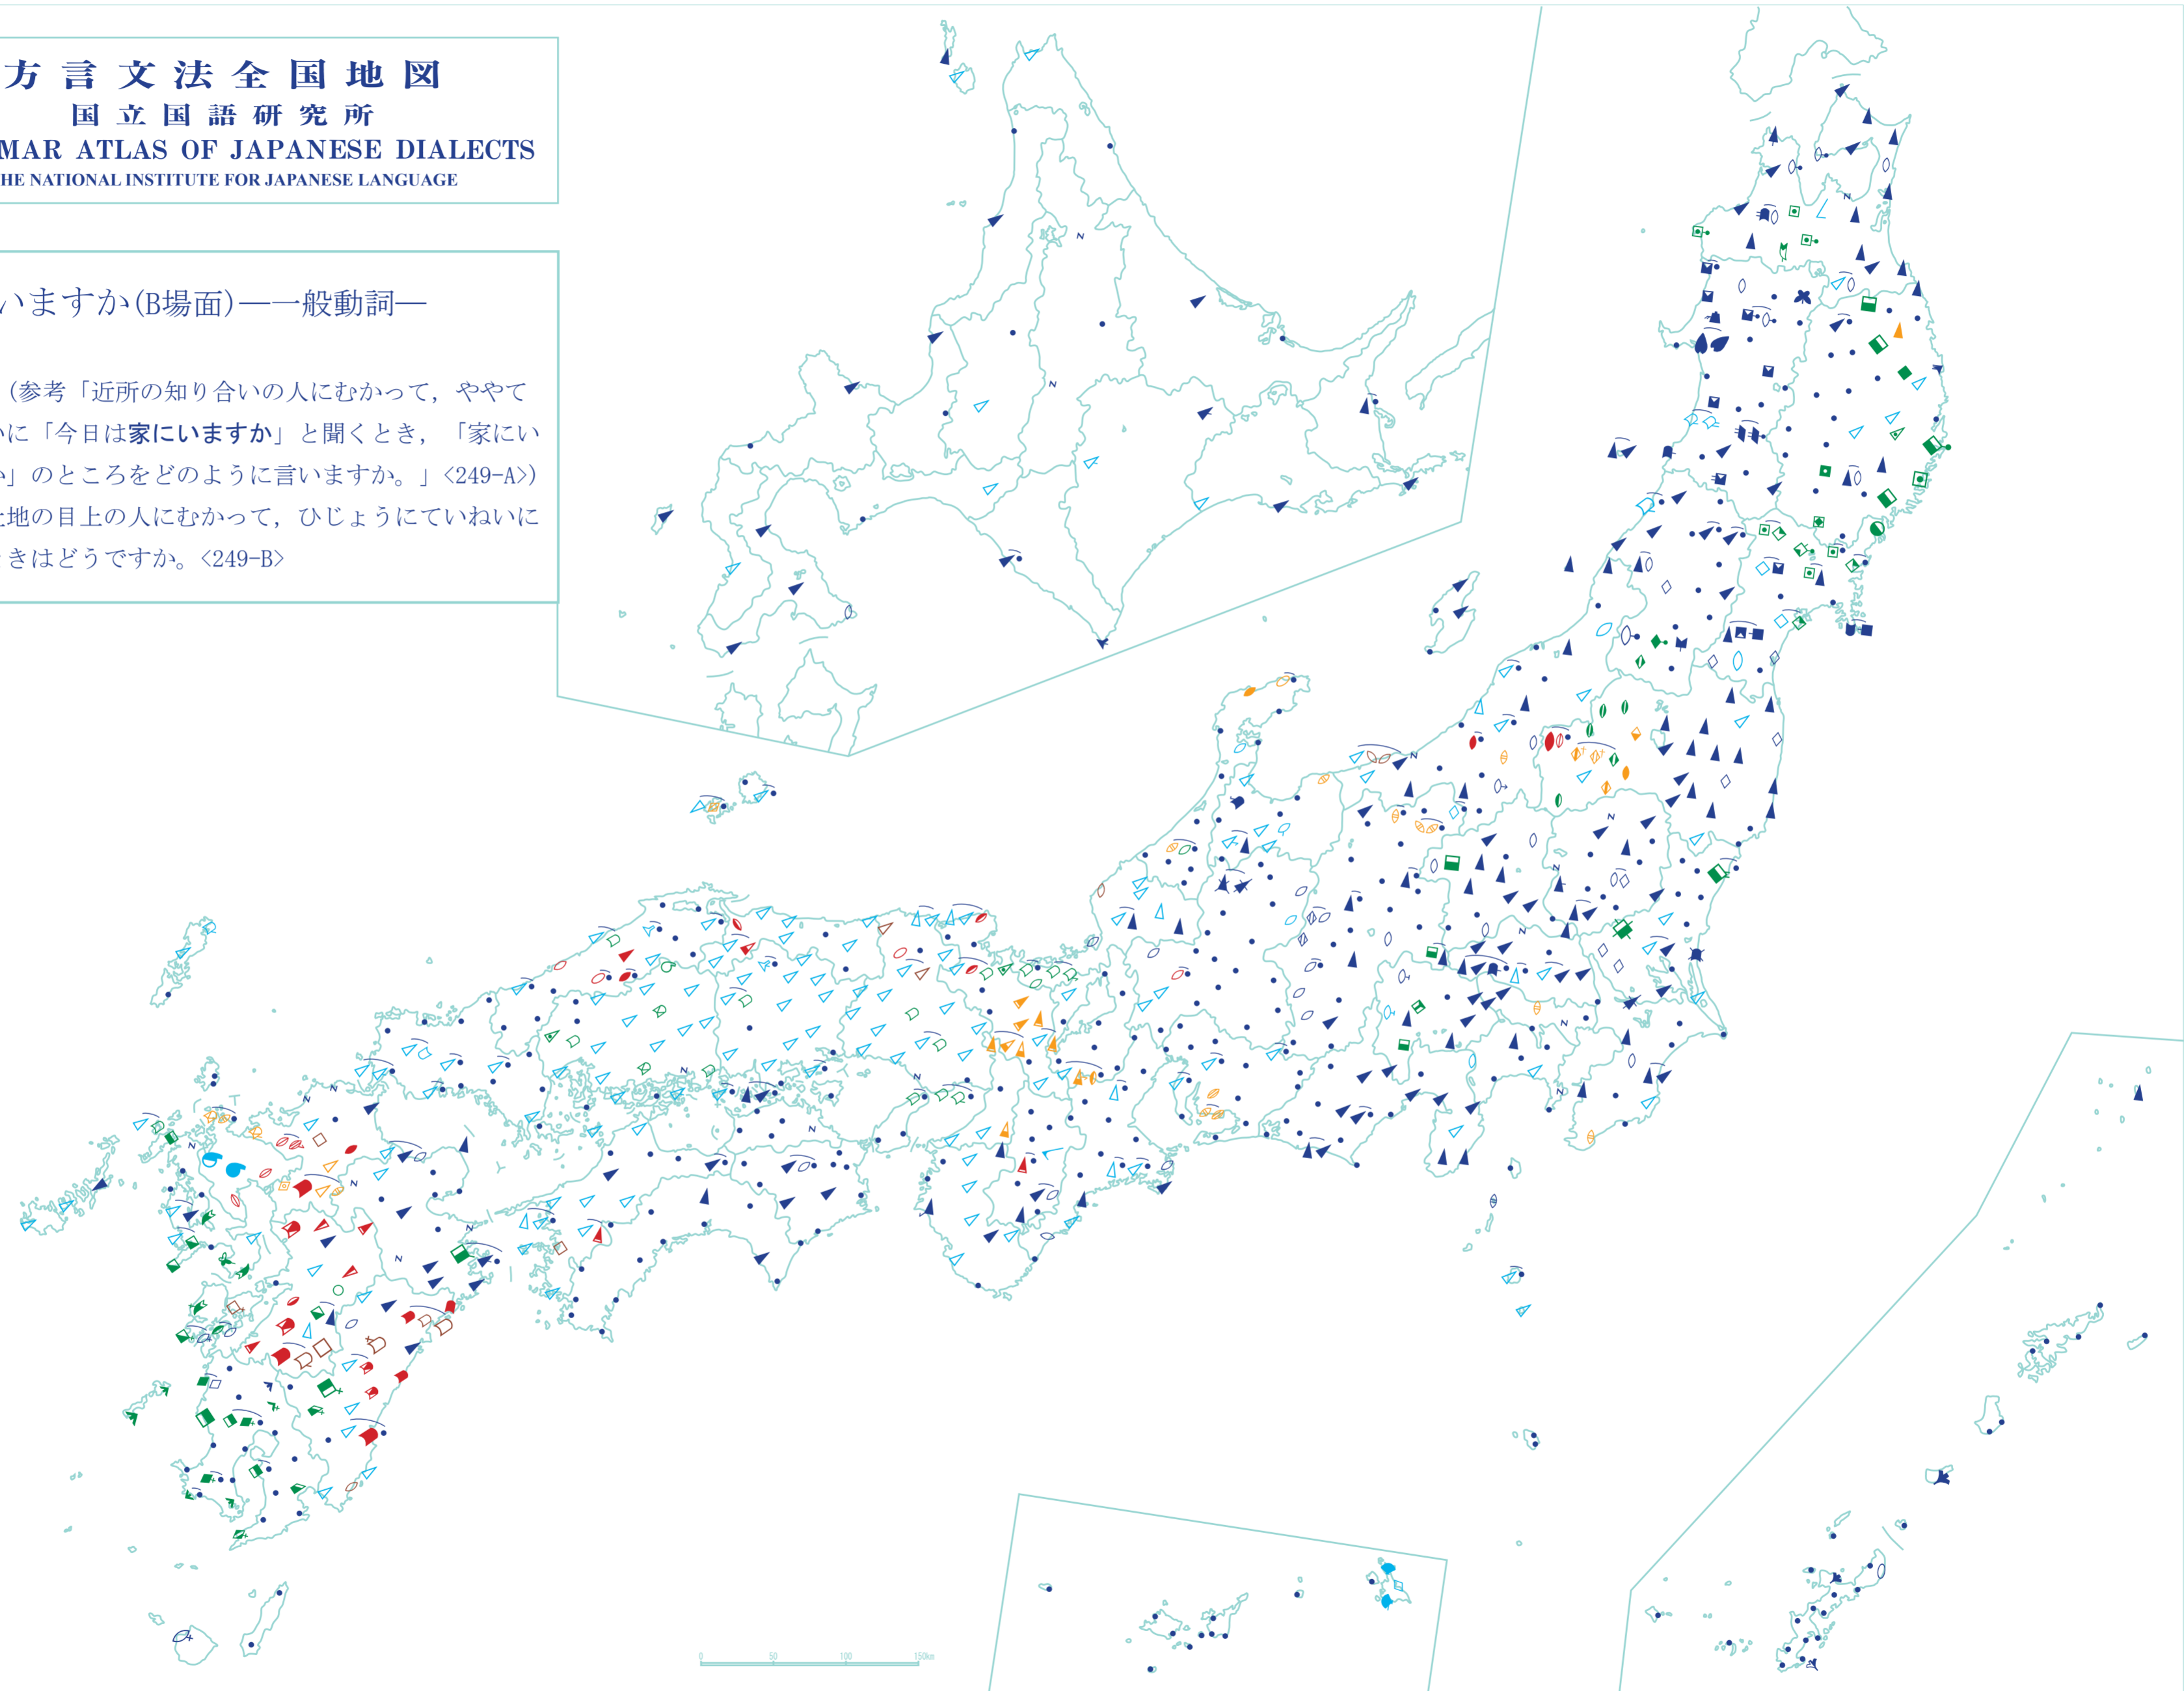 方言文法全国地図
国立国語研究所
MAR ATLAS OF JAPANESE DIALECTS
HE NATIONAL INSTITUTE FOR JAPANESE LANGUAGE
いますか(B場面)―一般動詞―
(参考「近所の知り合いの人にむかって,ややて
に「今日は家にいますか」と聞くとき,「家にい
」のところをどのように言いますか。」<249-A>)
地の目上の人にむかって,ひじょうにていねいに
きはどうですか。<249-B>
0 50 100 150km